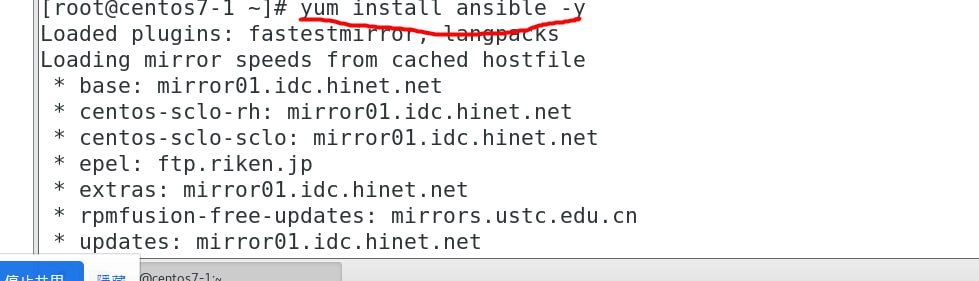 [root@centos7-1 ~]# yum install ansible -y
Loaded plugins: fastestmirror, langpacks
Loading mirror speeds from cached hostfile
 * base: mirror01.idc.hinet.net
 * centos-sclo-rh: mirror01.idc.hinet.net
 * centos-sclo-sclo: mirror01.idc.hinet.net
 * epel: ftp.riken.jp
 * extras: mirror01.idc.hinet.net
 * rpmfusion-free-updates: mirrors.ustc.edu.cn
 * updates: mirror01.idc.hinet.net
停止共用 隱藏 @centos7-1:~